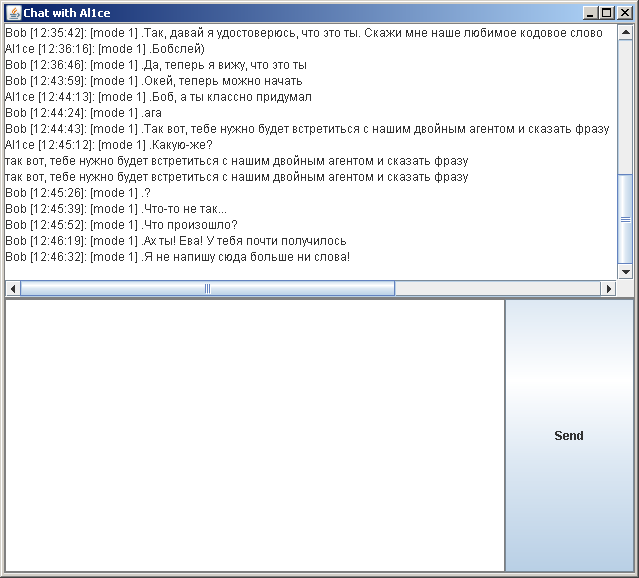 Chat with Al1ce
Bob [12:35:42]: [mode 1] .Так, давай я удостоверюсь, что это ты. Скажи мне наше любимое кодовое слово
Al1ce [12:36:16]: [mode 1] .Бобслей)
Bob [12:36:46]: [mode 1] .Да, теперь я вижу, что это ты
Bob [12:43:59]: [mode 1] .Окей, теперь можно начать
Al1ce [12:44:13]: [mode 1] .Боб, а ты классно придумал
Bob [12:44:24]: [mode 1] .ага
Bob [12:44:43]: [mode 1] .Так вот, тебе нужно будет встретиться с нашим двойным агентом и сказать фразу
Al1ce [12:45:12]: [mode 1] .Какую-же?
так вот, тебе нужно будет встретиться с нашим двойным агентом и сказать фразу
так вот, тебе нужно будет встретиться с нашим двойным агентом и сказать фразу
Bob [12:45:26]: [mode 1] .?
Bob [12:45:39]: [mode 1] .Что-то не так...
Bob [12:45:52]: [mode 1] .Что произошло?
Bob [12:46:19]: [mode 1] .Ах ты! Ева! У тебя почти получилось
Bob [12:46:32]: [mode 1] .Я не напишу сюда больше ни слова!
Send